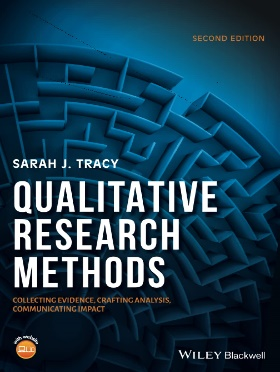 SECOND EDITION
SARAH J. TRACY
QUALITATIVE
RESEARCH
METHODS
COLLECTING EVIDENCE, CRAFTING ANALYSIS,
COMMUNICATING IMPACT
WILEY Blackwell